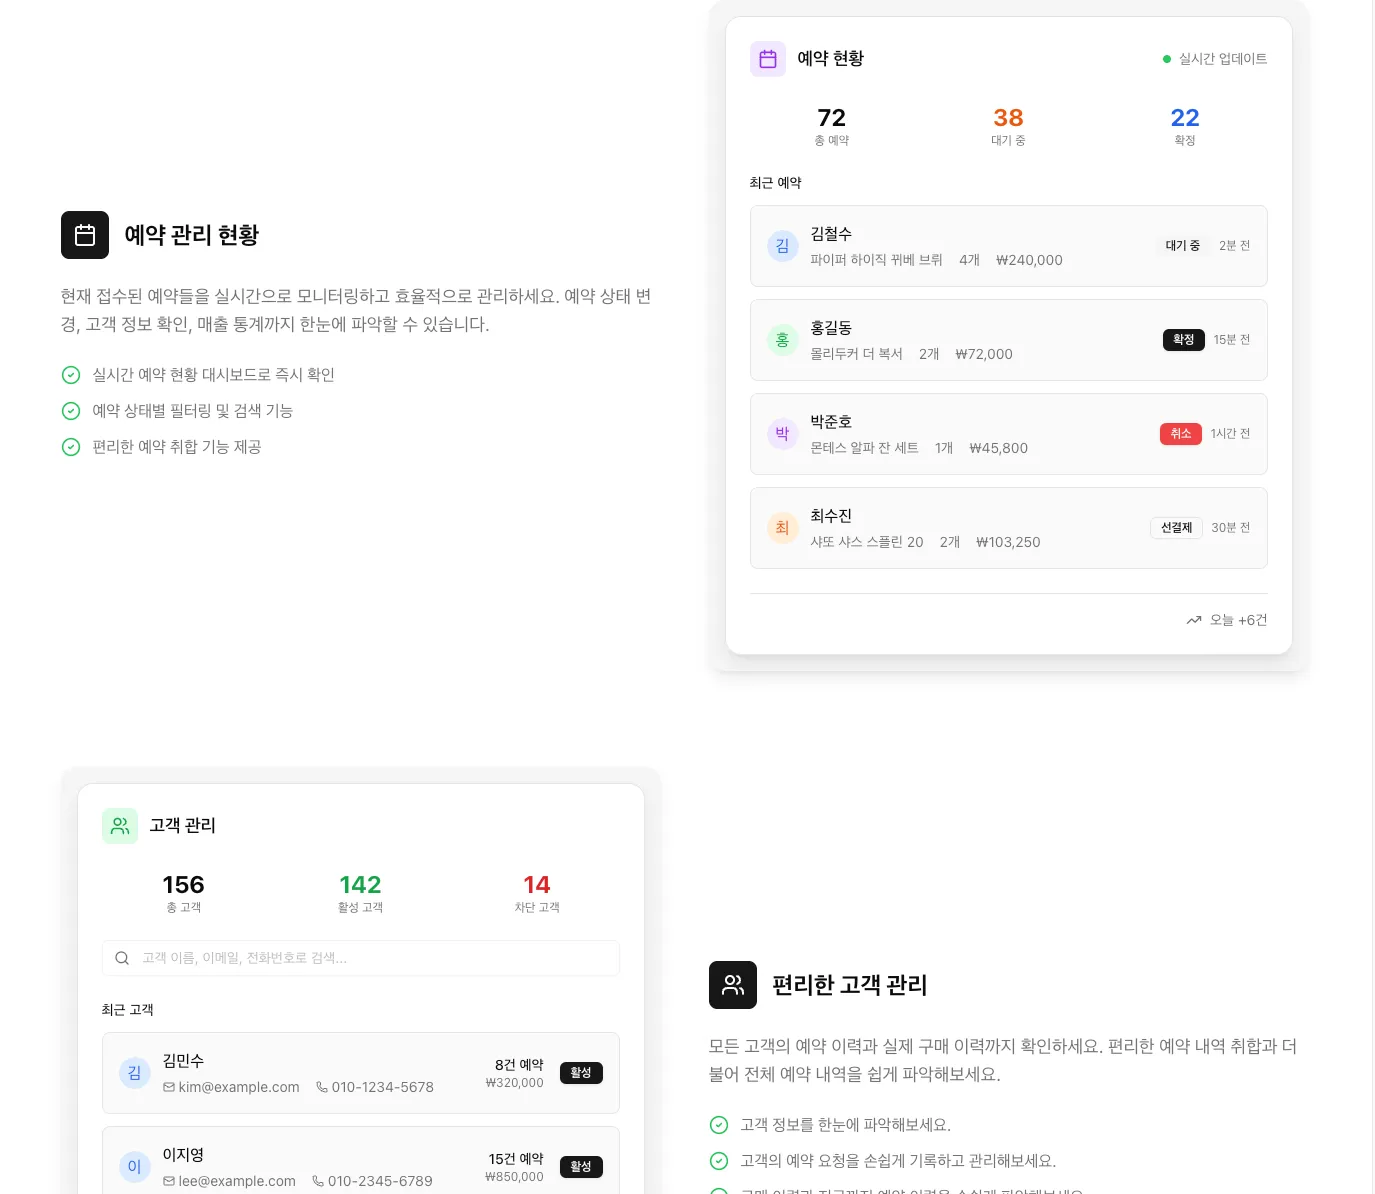 예약 관리 현황
현재 접수된 예약들을 실시간으로 모니터링하고 효율적으로 관리하세요. 예약 상태 변
경, 고객 정보 확인, 매출 통계까지 한눈에 파악할 수 있습니다.
실시간 예약 현황 대시보드로 즉시 확인
예약 상태별 필터링 및 검색 기능
편리한 예약 취합 기능 제공
예약 현황
실시간 업데이트
72
총 예약
38
대기 중
22
확정
최근 예약
김
김철수
파이퍼 하이직 뀌베 브뤼 4개 ₩240,000
대기 중 2분 전
홍
홍길동
몰리두커 더 복서 2개 ₩72,000
확정 15분 전
박
박준호
몬테스 알파 잔 세트 1개 ₩45,800
취소 1시간 전
최
최수진
샤또 샤스 스플린 20 2개 ₩103,250
선결제 30분 전
오늘 +6건
고객 관리
156
총 고객
142
활성 고객
14
차단 고객
고객 이름, 이메일, 전화번호로 검색...
최근 고객
김
김민수
kim@example.com 010-1234-5678
8건 예약
₩320,000
활성
이
이지영
lee@example.com 010-2345-6789
15건 예약
₩850,000
활성
편리한 고객 관리
모든 고객의 예약 이력과 실제 구매 이력까지 확인하세요. 편리한 예약 내역 취합과 더
불어 전체 예약 내역을 쉽게 파악해보세요.
고객 정보를 한눈에 파악해보세요.
고객의 예약 요청을 손쉽게 기록하고 관리해보세요.